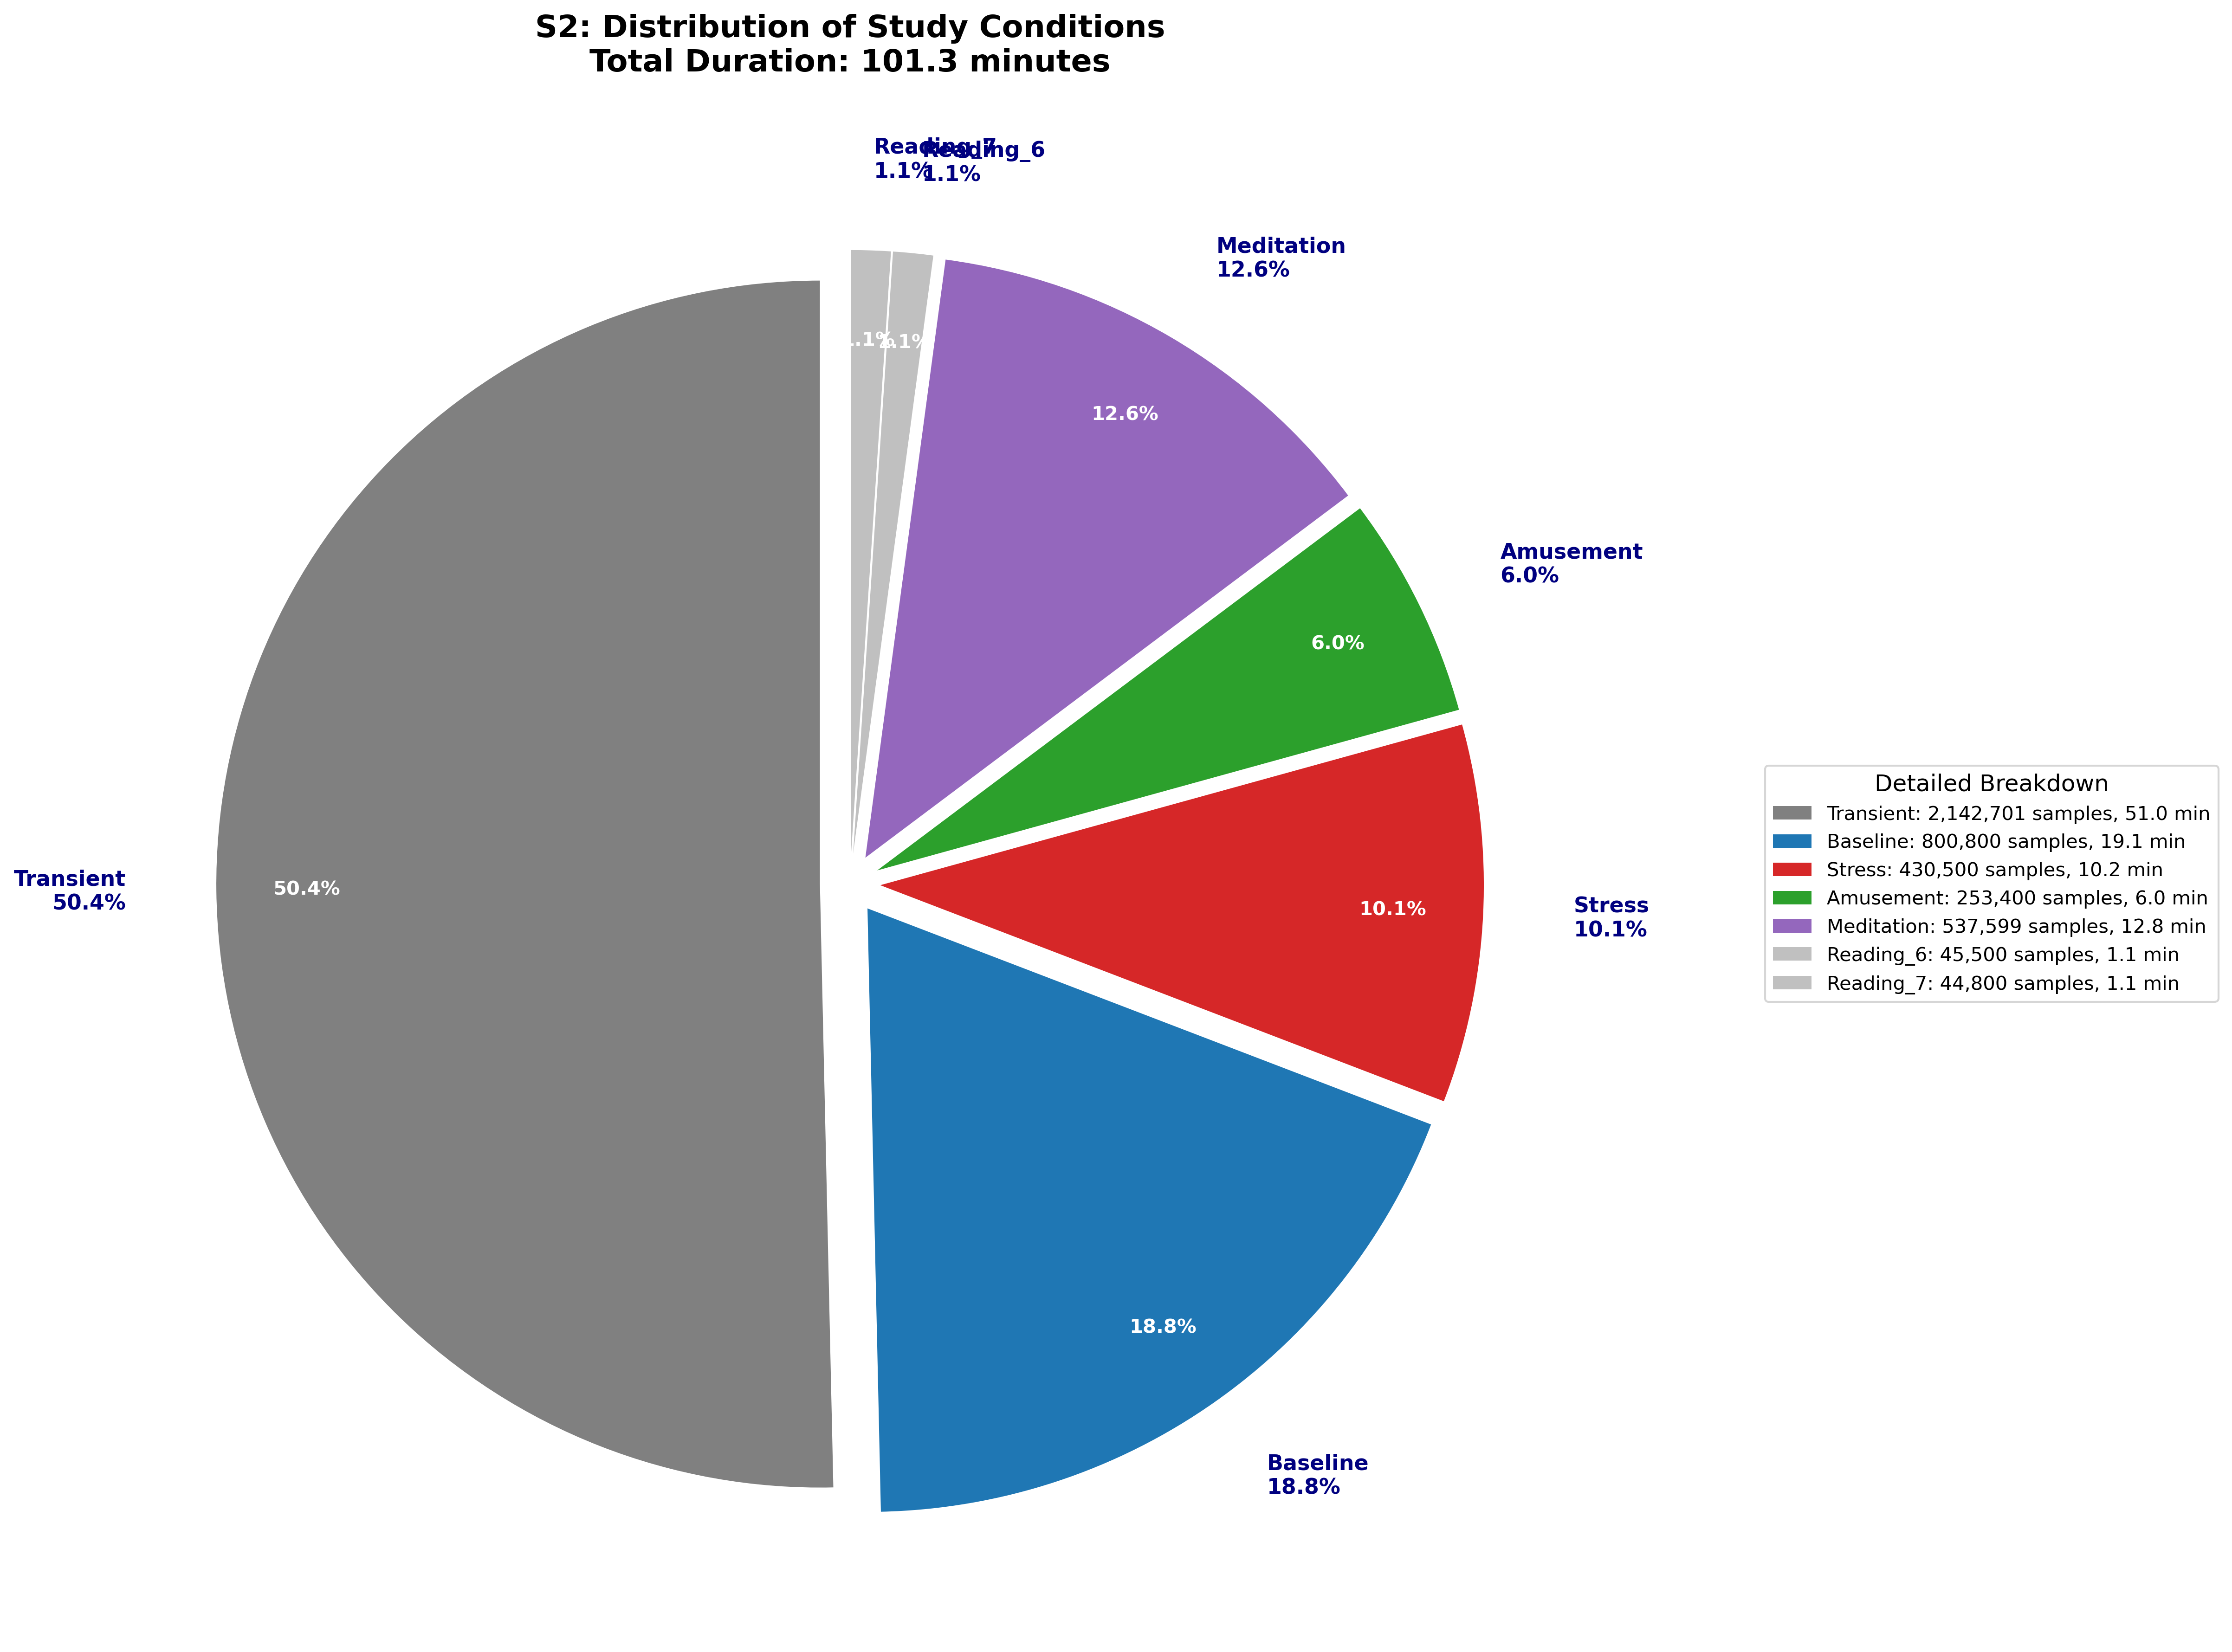 S2: Distribution of Study Conditions
Total Duration: 101.3 minutes
Reading_7
1.1%
Reading_6
1.1%
Meditation
12.6%
12.6%
Amusement
6.0%
6.0%
Stress
10.1%
10.1%
Baseline
18.8%
18.8%
Transient
50.4%
50.4%
Detailed Breakdown
Transient: 2,142,701 samples, 51.0 min
Baseline: 800,800 samples, 19.1 min
Stress: 430,500 samples, 10.2 min
Amusement: 253,400 samples, 6.0 min
Meditation: 537,599 samples, 12.8 min
Reading_6: 45,500 samples, 1.1 min
Reading_7: 44,800 samples, 1.1 min